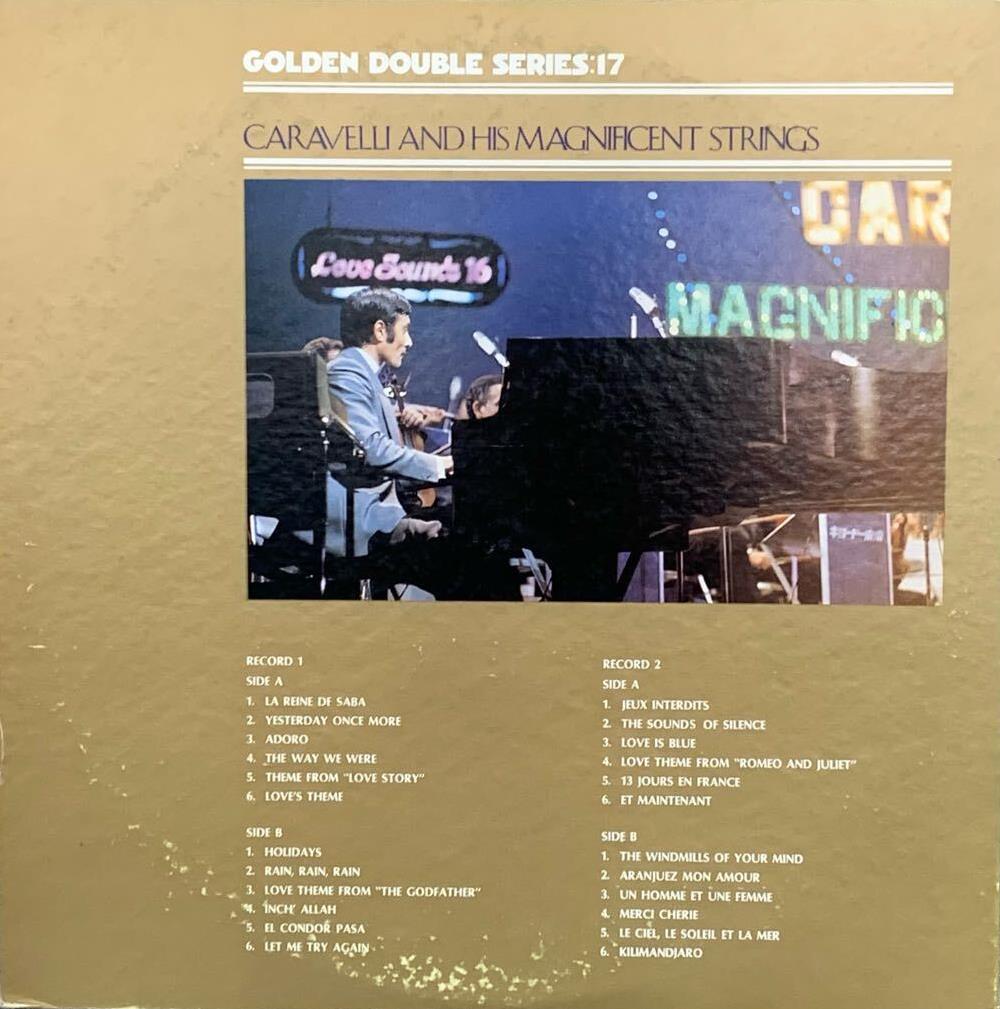 GOLDEN DOUBLE SERIES:17
CARAVELLI AND HIS MAGNIFICENT STRINGS
Love Sounds '16
CAR
MAGNIFIC
RECORD 1
SIDE A
1. LA REINE DE SABA
2. YESTERDAY ONCE MORE
3. ADORO
4. THE WAY WE WERE
5. THEME FROM "LOVE STORY"
6. LOVE'S THEME
SIDE B
1. HOLIDAYS
2. RAIN, RAIN, RAIN
3. LOVE THEME FROM "THE GODFATHER"
4. INCH' ALLAH
5. EL CONDOR PASA
6. LET ME TRY AGAIN
RECORD 2
SIDE A
1. JEUX INTERDITS
2. THE SOUNDS OF SILENCE
3. LOVE IS BLUE
4. LOVE THEME FROM "ROMEO AND JULIET"
5. 13 JOURS EN FRANCE
6. ET MAINTENANT
SIDE B
1. THE WINDMILLS OF YOUR MIND
2. ARANJUEZ MON AMOUR
3. UN HOMME ET UNE FEMME
4. MERCI CHERIE
5. LE CIEL, LE SOLEIL ET LA MER
6. KILIMANDJARO